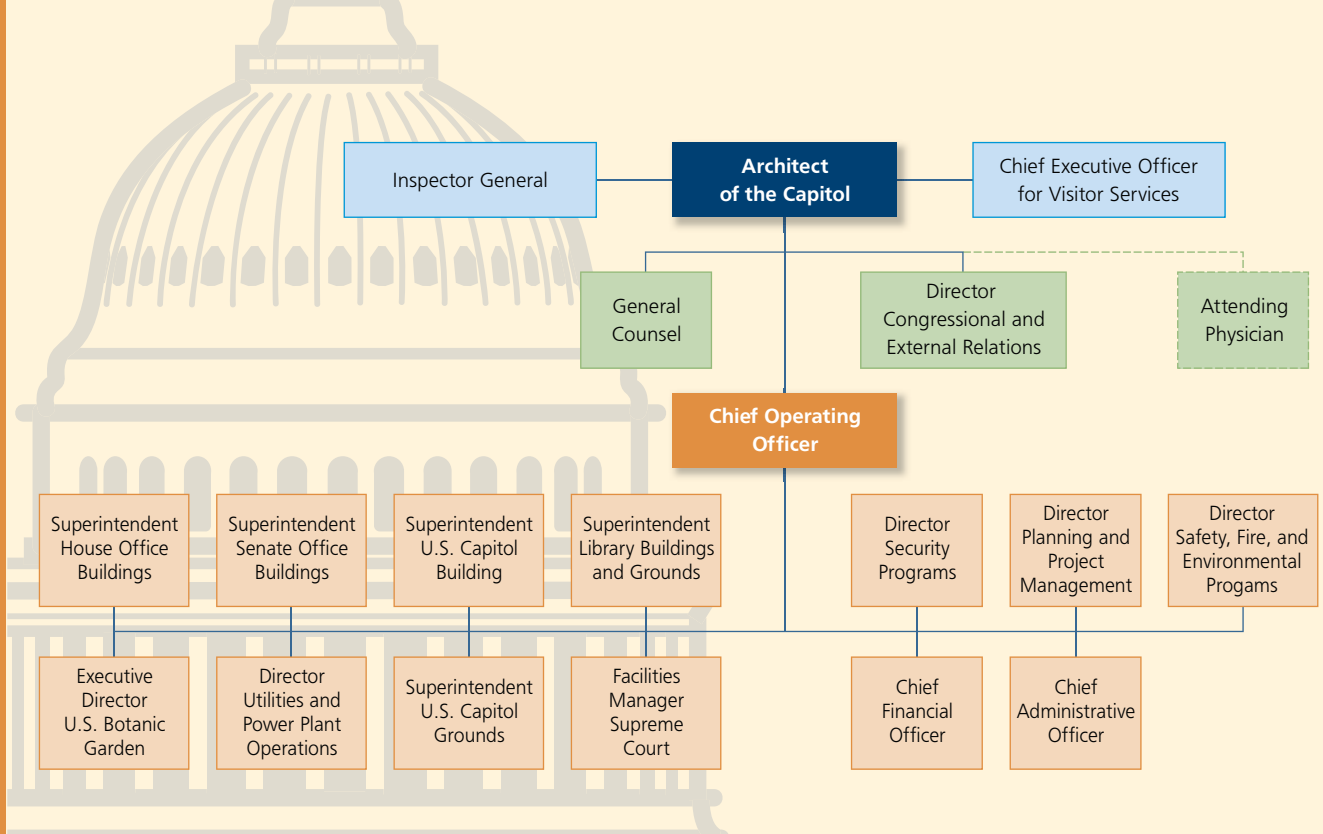 Inspector General
Architect
of the Capitol
Chief Executive Officer
for Visitor Services
General
Counsel
Director
Congressional and
External Relations
Attending
Physician
Chief Operating
Officer
Superintendent
House Office
Buildings
Superintendent
Senate Office
Buildings
Superintendent
U.S. Capitol
Building
Superintendent
Library Buildings
and Grounds
Director
Security
Programs
Director
Planning and
Project
Management
Director
Safety, Fire, and
Environmental
Progams
Executive
Director
U.S. Botanic
Garden
Director
Utilities and
Power Plant
Operations
Superintendent
U.S. Capitol
Grounds
Facilities
Manager
Supreme
Court
Chief
Financial
Officer
Chief
Administrative
Officer